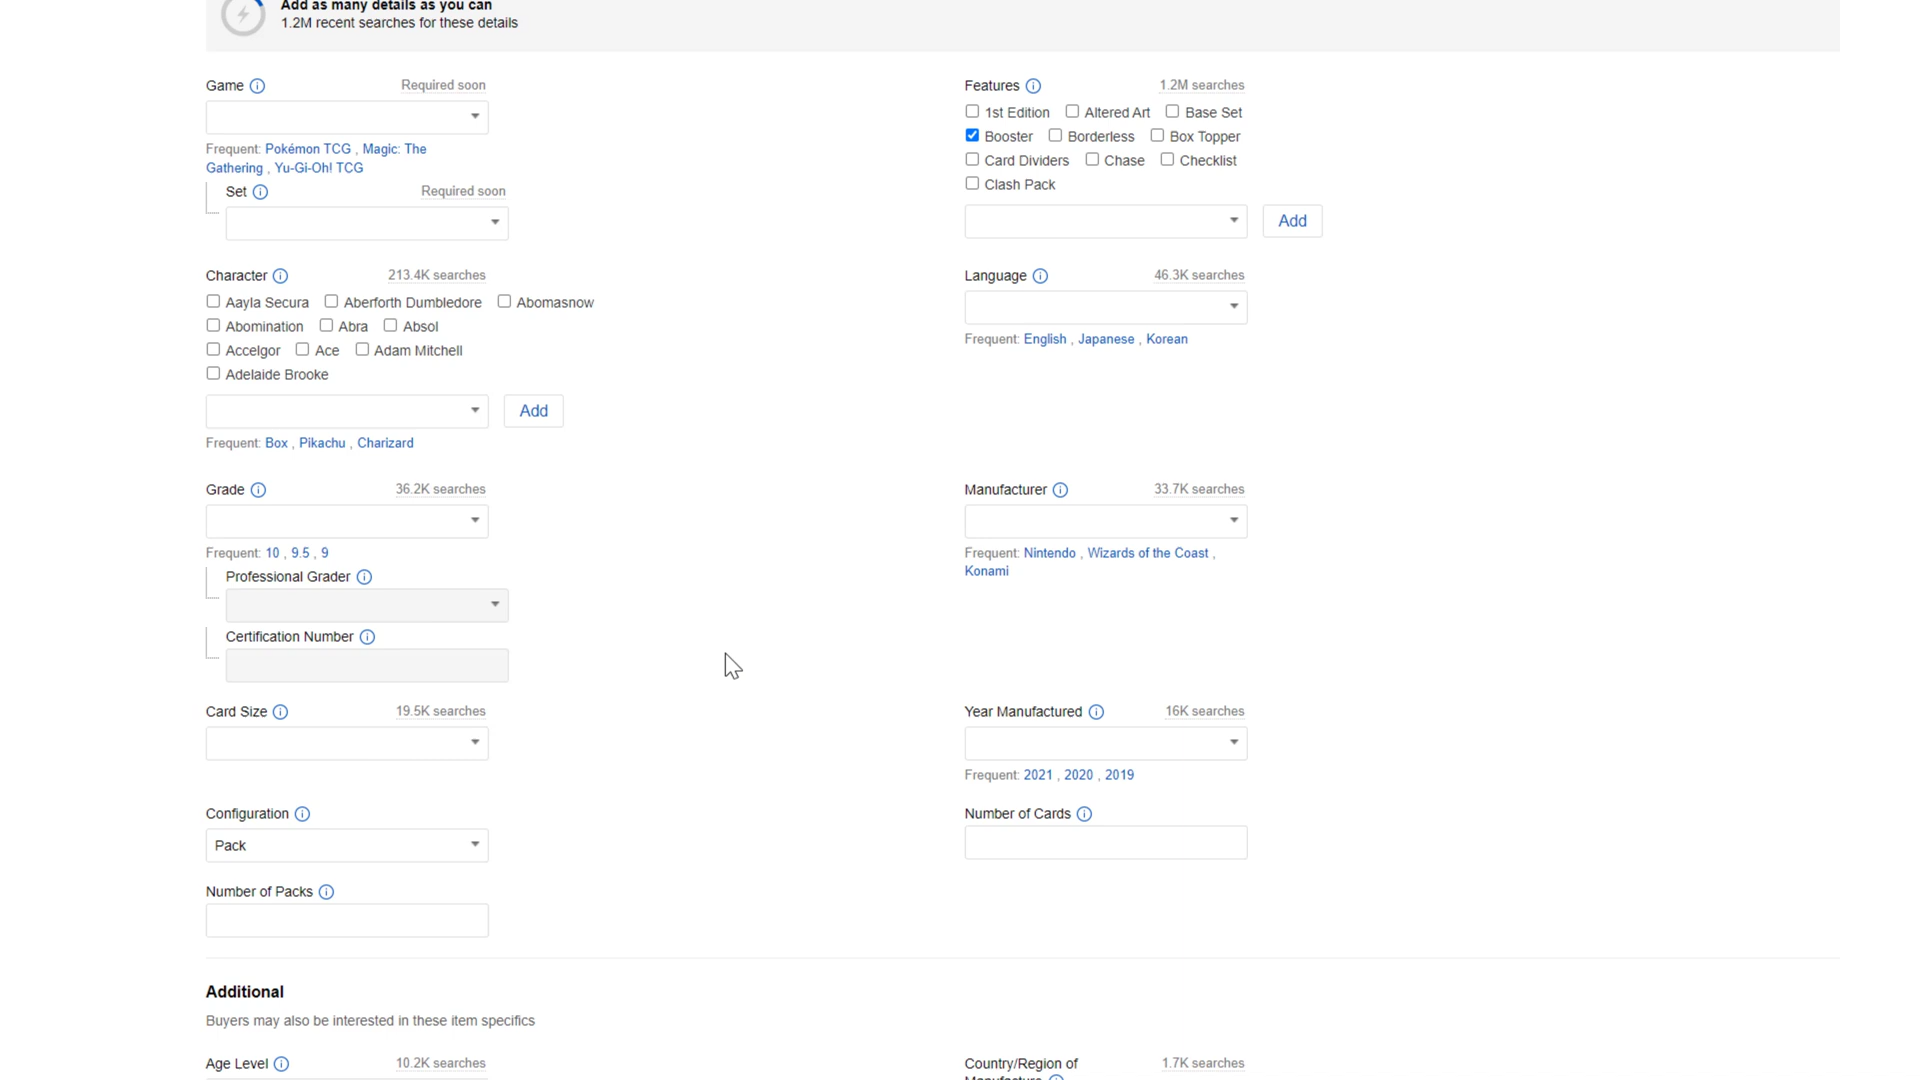 Add as many details as you can
1.2M recent searches for these details
Game Required soon
Frequent: Pokémon TCG , Magic: The
Gathering , Yu-Gi-Oh! TCG
Set Required soon
Features 1.2M searches
1st Edition Altered Art Base Set
Booster Borderless Box Topper
Card Dividers Chase Checklist
Clash Pack
Add
Character 213.4K searches
Aayla Secura Aberforth Dumbledore Abomasnow
Abomination Abra Absol
Accelgor Ace Adam Mitchell
Adelaide Brooke
Add
Frequent: Box , Pikachu , Charizard
Language 46.3K searches
Frequent: English , Japanese , Korean
Grade 36.2K searches
Frequent: 10 , 9.5 , 9
Professional Grader
Certification Number
Manufacturer 33.7K searches
Frequent: Nintendo , Wizards of the Coast ,
Konami
Card Size 19.5K searches
Year Manufactured 16K searches
Frequent: 2021 , 2020 , 2019
Configuration
Pack
Number of Cards
Number of Packs
Additional
Buyers may also be interested in these item specifics
Age Level 10.2K searches
Country/Region of 1.7K searches
Manufacture